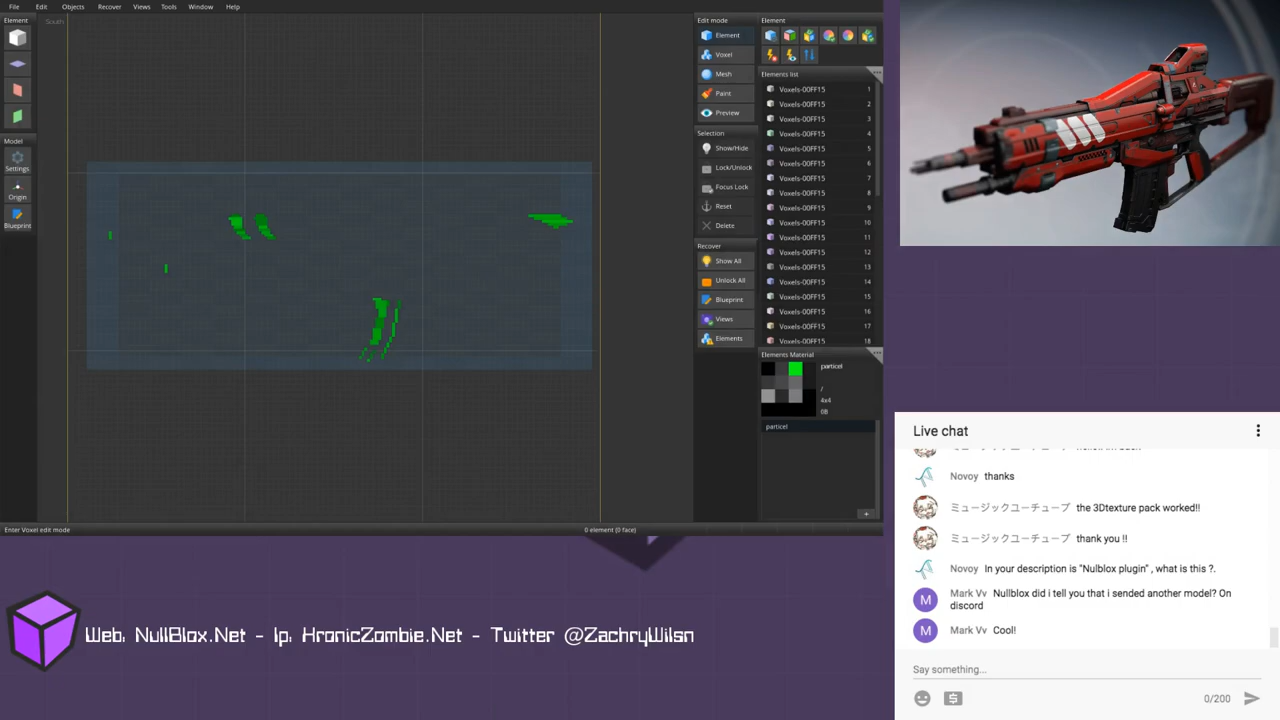 File Edit Objects Recover Views Tools Window Help
Element
South
Model
Settings
Origin
Blueprint
Enter Voxel edit mode
0 element (0 face)
Edit mode
Element
Voxel
Mesh
Paint
Preview
Selection
Show/Hide
Lock/Unlock
Focus Lock
Reset
Delete
Recover
Show All
Unlock All
Blueprint
Views
Elements
Element
Elements list
Voxels-00FF15 1
Voxels-00FF15 2
Voxels-00FF15 3
Voxels-00FF15 4
Voxels-00FF15 5
Voxels-00FF15 6
Voxels-00FF15 7
Voxels-00FF15 8
Voxels-00FF15 9
Voxels-00FF15 10
Voxels-00FF15 11
Voxels-00FF15 12
Voxels-00FF15 13
Voxels-00FF15 14
Voxels-00FF15 15
Voxels-00FF15 16
Voxels-00FF15 17
Voxels-00FF15 18
Elements Material
particel
/
4x4
0B
particel
+
Web: NullBlox.Net - Ip: HronicZombie.Net - Twitter @ZachryWilsn
Live chat
Novoy thanks
ミュージックユーチューブ the 3Dtexture pack worked!!
ミュージックユーチューブ thank you !!
Novoy In your description is "Nulblox plugin" , what is this ?.
M Mark Vv Nullblox did i tell you that i sended another model? On
discord
M Mark Vv Cool!
Say something...
0/200